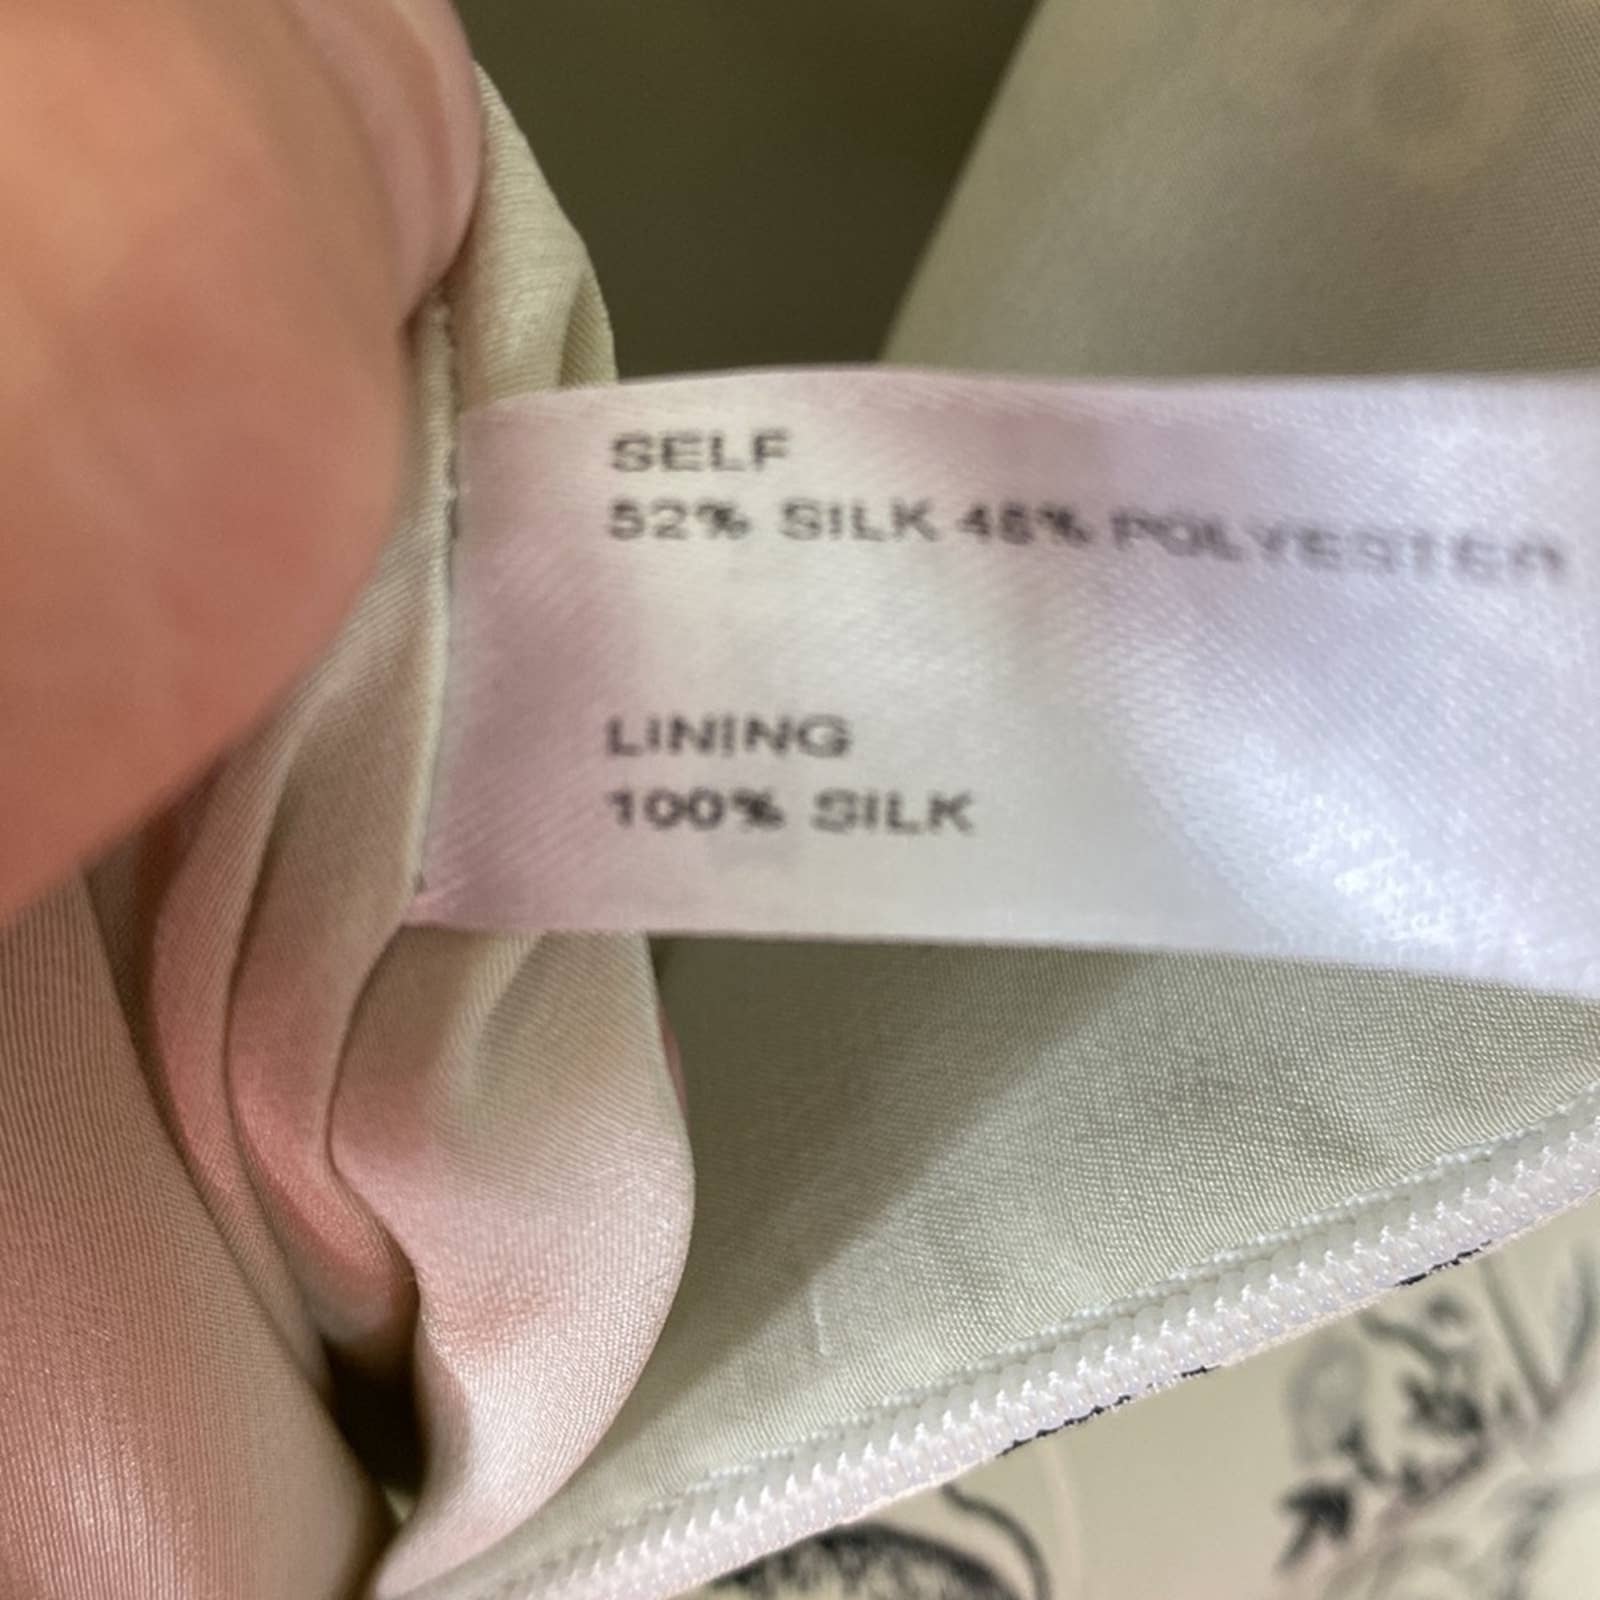 SELF
52% SILK 48% POLYESTER
LINING
100% SILK